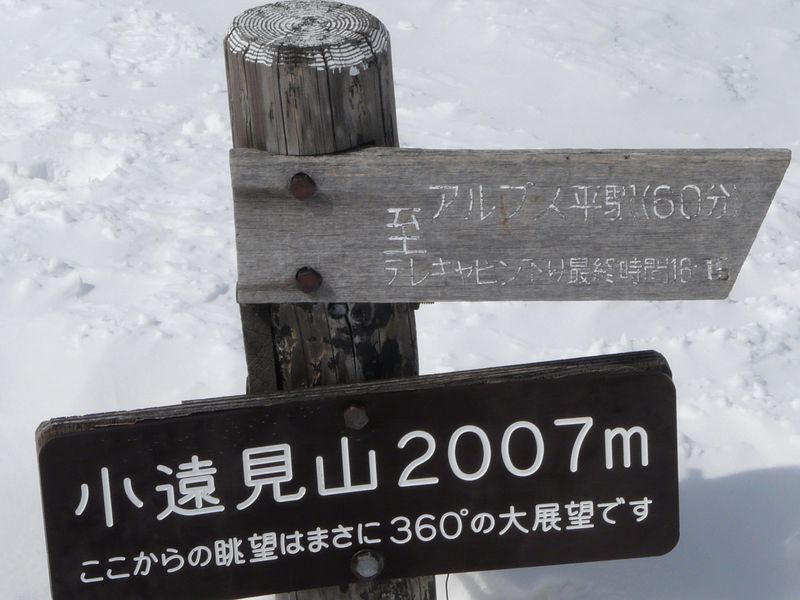 至 アルプス平駅(60分)
テレキャビン下り最終時間16:15
小遠見山2007m
ここからの眺望はまさに360°の大展望です